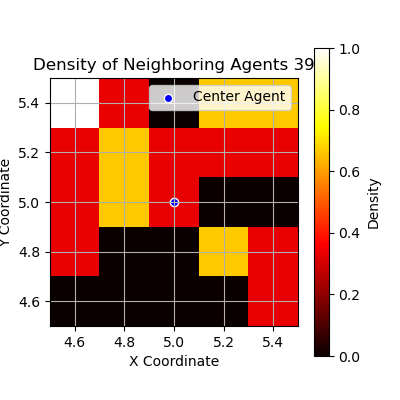 Density of Neighboring Agents 39
Center Agent
Y Coordinate
5.4
5.2
5.0
4.8
4.6
4.6 4.8 5.0 5.2 5.4
X Coordinate
1.0
0.8
0.6
0.4
0.2
0.0
Density